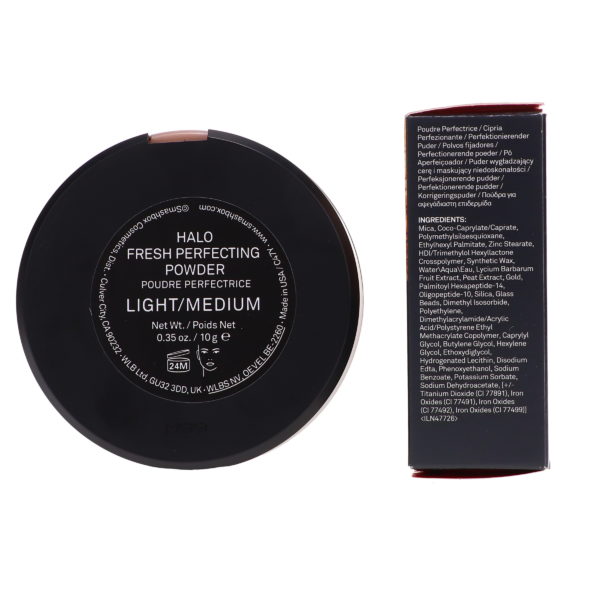 HALO
FRESH PERFECTING
POWDER
POUDRE PERFECTRICE
LIGHT/MEDIUM
Net Wt. / Poids Net
0.35 oz. / 10 g ℮
24M
©Smashbox Cosmetics, Dist. • Culver City, CA 90232 • WLB Ltd, GU32 3DD, UK • WLBS NV, OEVEL BE-2260 • Made in USA / C47Y • www.smashbox.com
Poudre Perfectrice / Cipria
Perfezionante / Perfektionierender
Puder / Polvos fijadores /
Perfectionerende poeder / Pó
Aperfeiçoador / Puder wygładzający
cerę i maskujący niedoskonałości /
Perfeksjonerende pudder /
Perfektionerende pudder /
Korrigeringspuder / Πούδρα για
αψεγάδιαστη επιδερμίδα
INGREDIENTS:
Mica, Coco-Caprylate/Caprate,
Polymethylsilsesquioxane,
Ethylhexyl Palmitate, Zinc Stearate,
HDI/Trimethylol Hexyllactone
Crosspolymer, Synthetic Wax,
Water\Aqua\Eau, Lycium Barbarum
Fruit Extract, Peat Extract, Gold,
Palmitoyl Hexapeptide-14,
Oligopeptide-10, Silica, Glass
Beads, Dimethyl Isosorbide,
Polyethylene,
Dimethylacrylamide/Acrylic
Acid/Polystyrene Ethyl
Methacrylate Copolymer, Caprylyl
Glycol, Butylene Glycol, Hexylene
Glycol, Ethoxydiglycol,
Hydrogenated Lecithin, Disodium
Edta, Phenoxyethanol, Sodium
Benzoate, Potassium Sorbate,
Sodium Dehydroacetate, [+/-
Titanium Dioxide (CI 77891), Iron
Oxides (CI 77491), Iron Oxides
(CI 77492), Iron Oxides (CI 77499)]
<ILN47726>